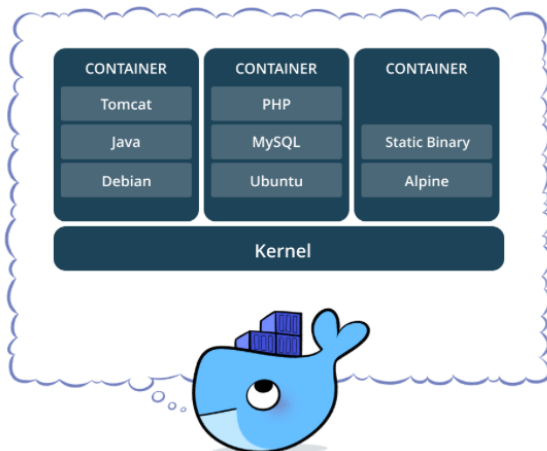 CONTAINER
Tomcat
Java
Debian
CONTAINER
PHP
MySQL
Ubuntu
CONTAINER
Static Binary
Alpine
Kernel